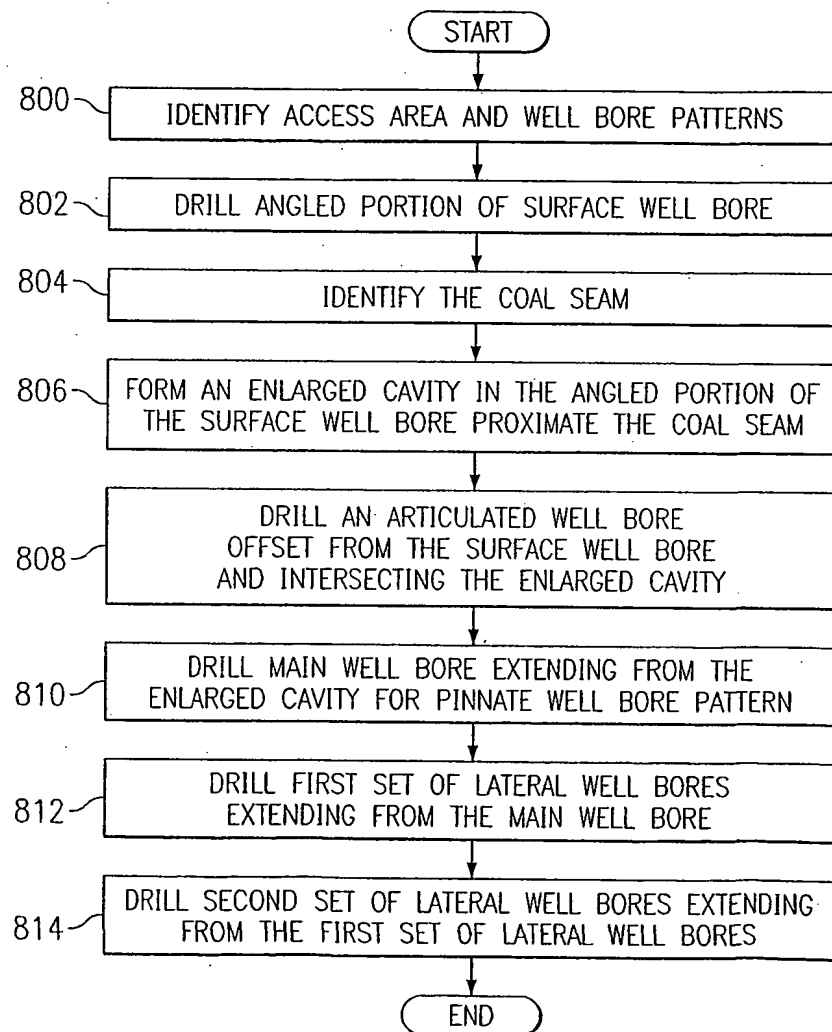 START
800
IDENTIFY ACCESS AREA AND WELL BORE PATTERNS
802
DRILL ANGLED PORTION OF SURFACE WELL BORE
804
IDENTIFY THE COAL SEAM
806
FORM AN ENLARGED CAVITY IN THE ANGLED PORTION OF
THE SURFACE WELL BORE PROXIMATE THE COAL SEAM
808
DRILL AN ARTICULATED WELL BORE
OFFSET FROM THE SURFACE WELL BORE
AND INTERSECTING THE ENLARGED CAVITY
810
DRILL MAIN WELL BORE EXTENDING FROM THE
ENLARGED CAVITY FOR PINNATE WELL BORE PATTERN
812
DRILL FIRST SET OF LATERAL WELL BORES
EXTENDING FROM THE MAIN WELL BORE
814
DRILL SECOND SET OF LATERAL WELL BORES EXTENDING
FROM THE FIRST SET OF LATERAL WELL BORES
END